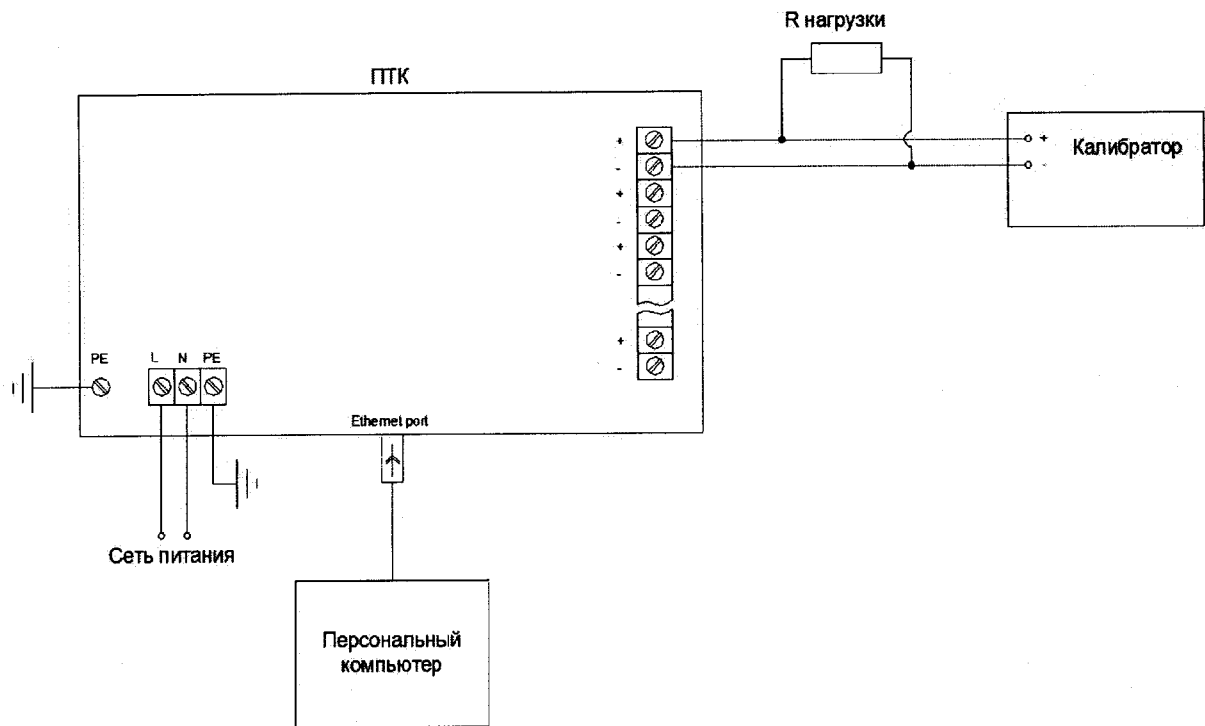 R нагрузки
ПТК
+
-
+
-
+
-
+
-
+
-
Калибратор
PE
L N PE
Ethernet port
Сеть питания
Персональный
компьютер